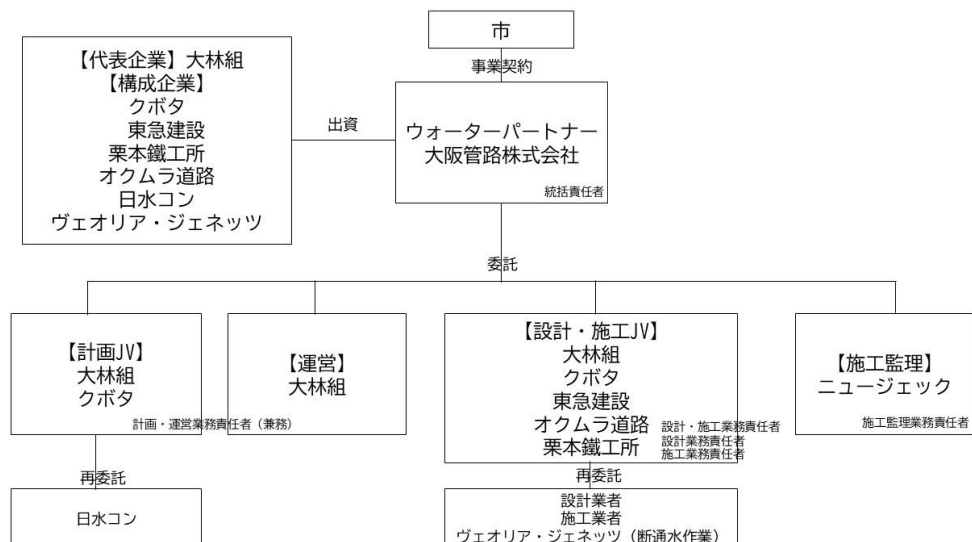 市
事業契約
【代表企業】大林組
【構成企業】
クボタ
東急建設
栗本鐵工所
オクムラ道路
日水コン
ヴェオリア・ジェネッツ
出資
ウォーターパートナー
大阪管路株式会社
統括責任者
委託
【計画JV】
大林組
クボタ
計画・運営業務責任者（兼務）
【運営】
大林組
【設計・施工JV】
大林組
クボタ
東急建設
オクムラ道路
栗本鐵工所
設計・施工業務責任者
設計業務責任者
施工業務責任者
【施工監理】
ニュージェック
施工監理業務責任者
再委託
日水コン
再委託
設計業者
施工業者
ヴェオリア・ジェネッツ（断通水作業）